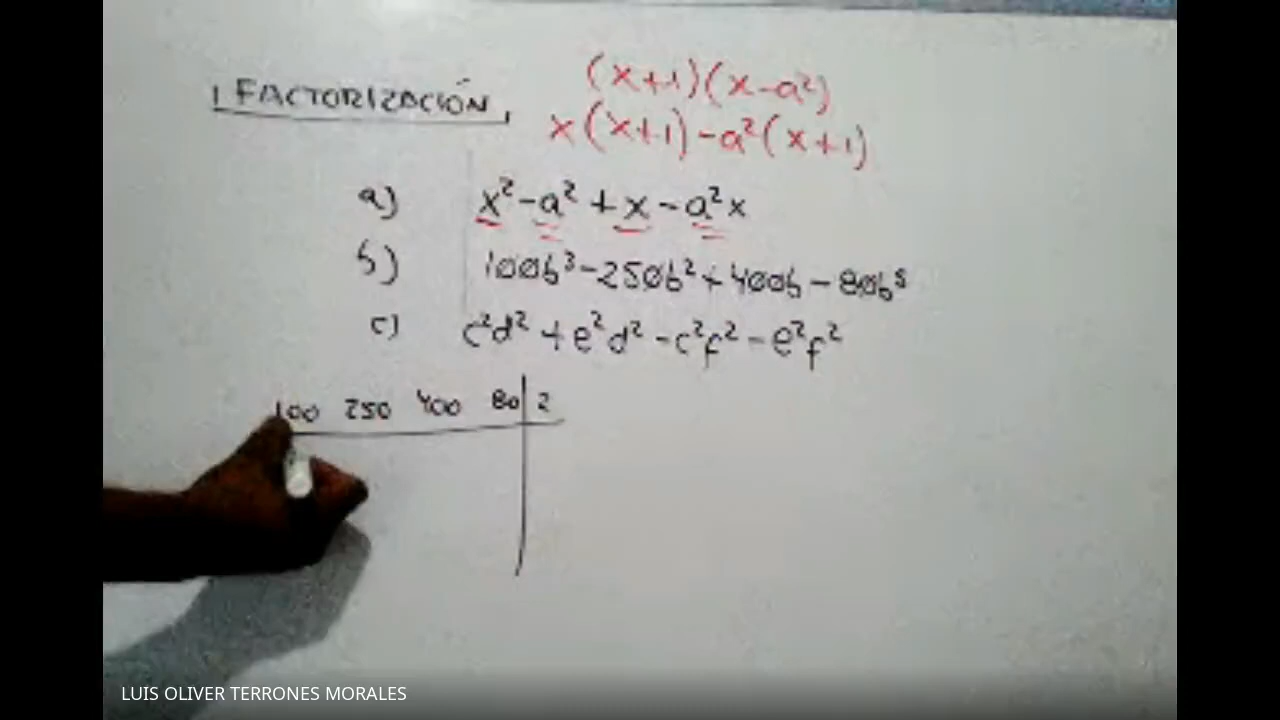 (x+1)(x-a²)
FACTORIZACIÓN
x(x+1)-a²(x+1)
a) x²-a²+x-a²x
b) 100b³-250b²+400b-80b⁵
c) c²d²+e²d²-c²f²-e²f²
100 250 400 80 2
LUIS OLIVER TERRONES MORALES